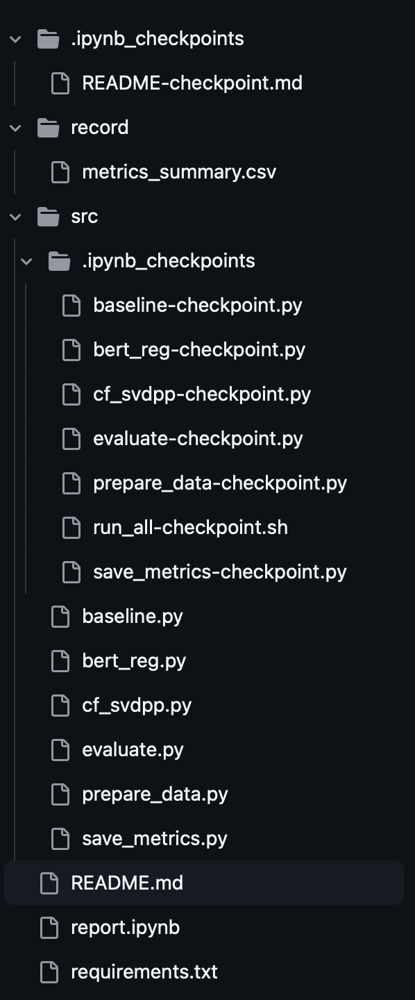 .ipynb_checkpoints
README-checkpoint.md
record
metrics_summary.csv
src
.ipynb_checkpoints
baseline-checkpoint.py
bert_reg-checkpoint.py
cf_svdpp-checkpoint.py
evaluate-checkpoint.py
prepare_data-checkpoint.py
run_all-checkpoint.sh
save_metrics-checkpoint.py
baseline.py
bert_reg.py
cf_svdpp.py
evaluate.py
prepare_data.py
save_metrics.py
README.md
report.ipynb
requirements.txt